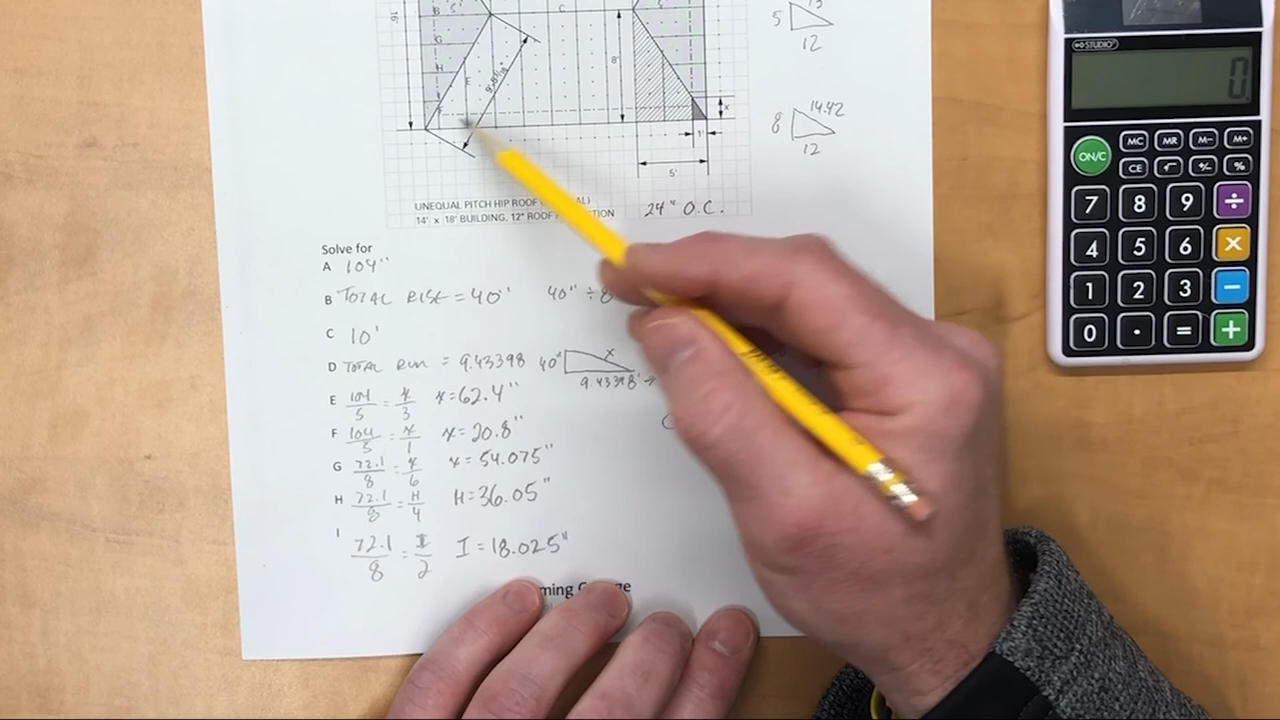 16'
B 5' C
G
H
E
8'
X
1'
5'
5 13
12
8 14.42
12
UNEQUAL PITCH HIP ROOF
14' x 18' BUILDING, 12" ROOF
24" O.C.
Solve for
A 104"
B TOTAL RISE = 40" 40" ÷ 8
C 10'
D TOTAL RUN = 9.43398 40" x
9.43398' →
E 104/5 = x/3 x=62.4"
F 104/5 = x/1 x=20.8"
G 72.1/8 = x/6 x=54.075"
H 72.1/8 = H/4 H=36.05"
I 72.1/8 = I/2 I=18.025"
STUDIO
0.
ON/C MC MR M- M+
CE √ +/- %
7 8 9 ÷
4 5 6 ×
1 2 3 −
0 . = +